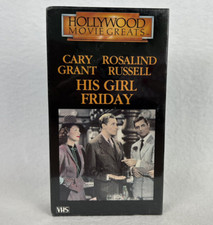 HOLLYWOOD
MOVIE GREATS
CARY ROSALIND
GRANT RUSSELL
HIS GIRL
FRIDAY
VHS